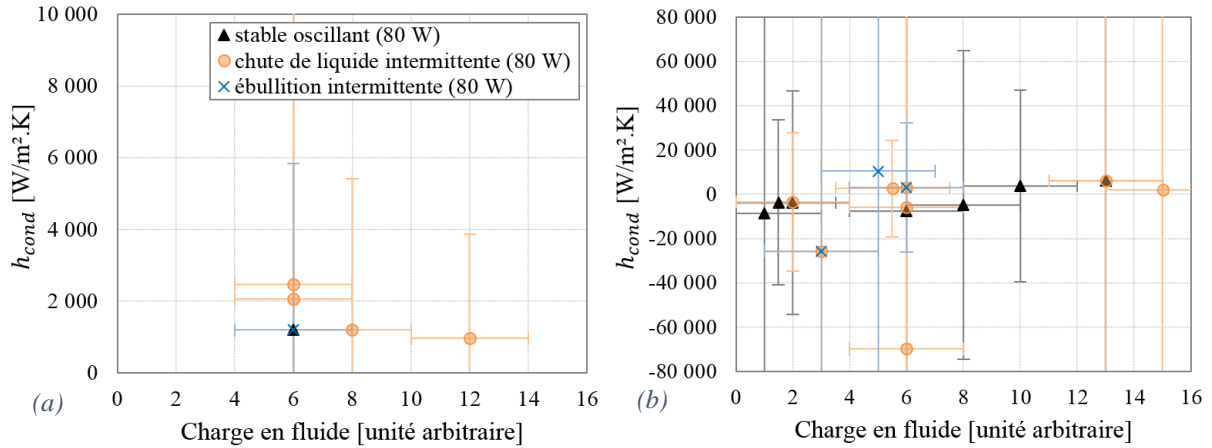 10 000
8 000
6 000
4 000
2 000
0
h_cond [W/m².K]
stable oscillant (80 W)
chute de liquide intermittente (80 W)
ébullition intermittente (80 W)
0 2 4 6 8 10 12 14 16
(a)
Charge en fluide [unité arbitraire]
80 000
60 000
40 000
20 000
0
-20 000
-40 000
-60 000
-80 000
h_cond [W/m².K]
0 2 4 6 8 10 12 14 16
(b)
Charge en fluide [unité arbitraire]